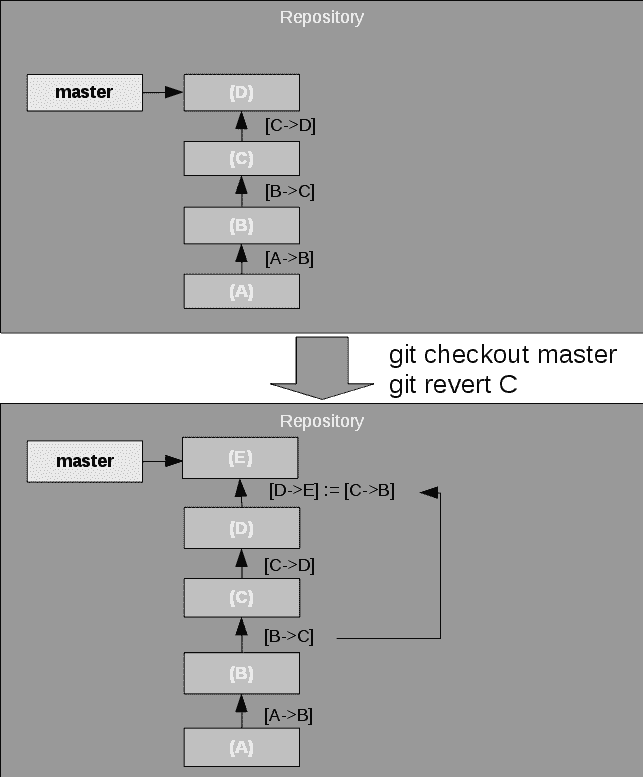 Repository
master
(D)
[C->D]
(C)
[B->C]
(B)
[A->B]
(A)
git checkout master
git revert C
Repository
master
(E)
[D->E] := [C->B]
(D)
[C->D]
(C)
[B->C]
(B)
[A->B]
(A)